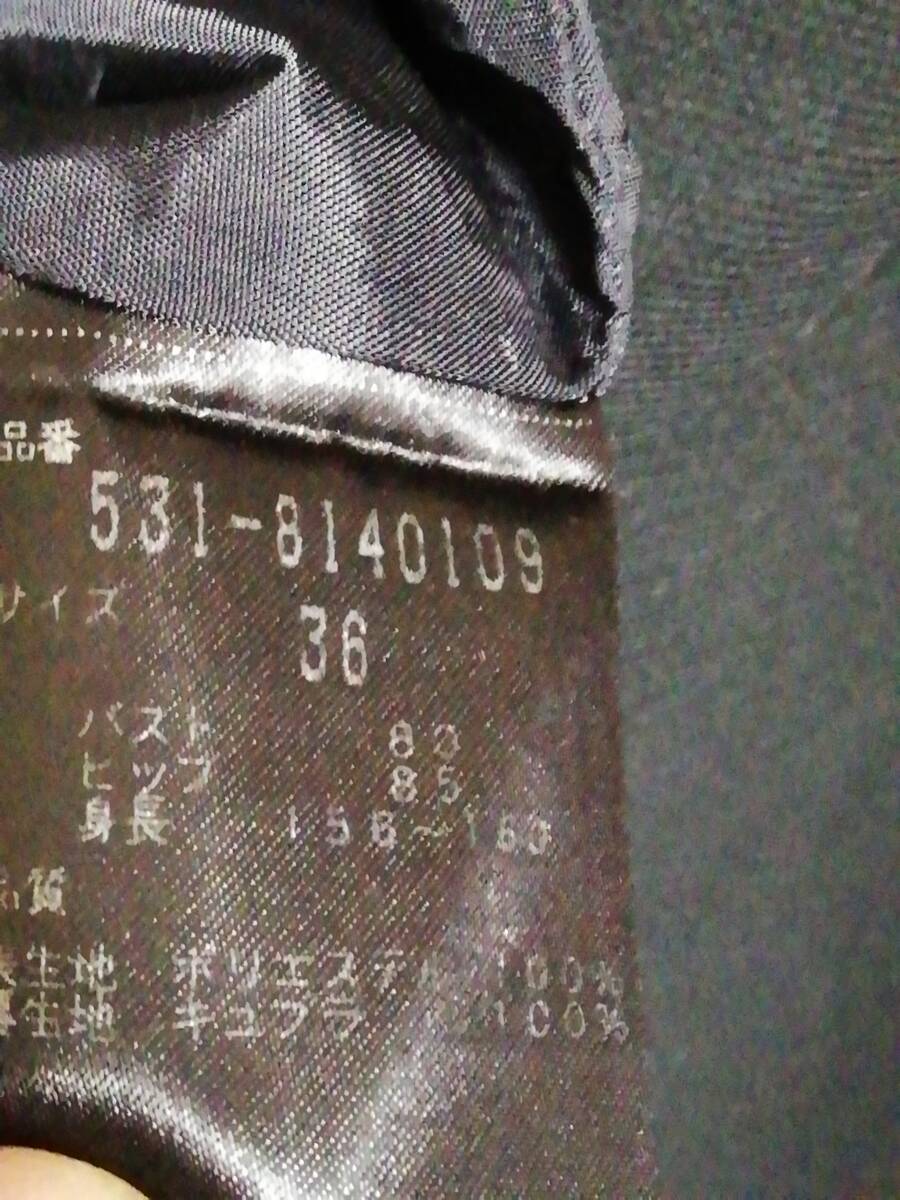 品番
531-8140109
サイズ
36
バスト 83
ヒップ 85
身長 156~163
品質
表生地 ポリエステル 100%
裏生地 キュプラ 100%